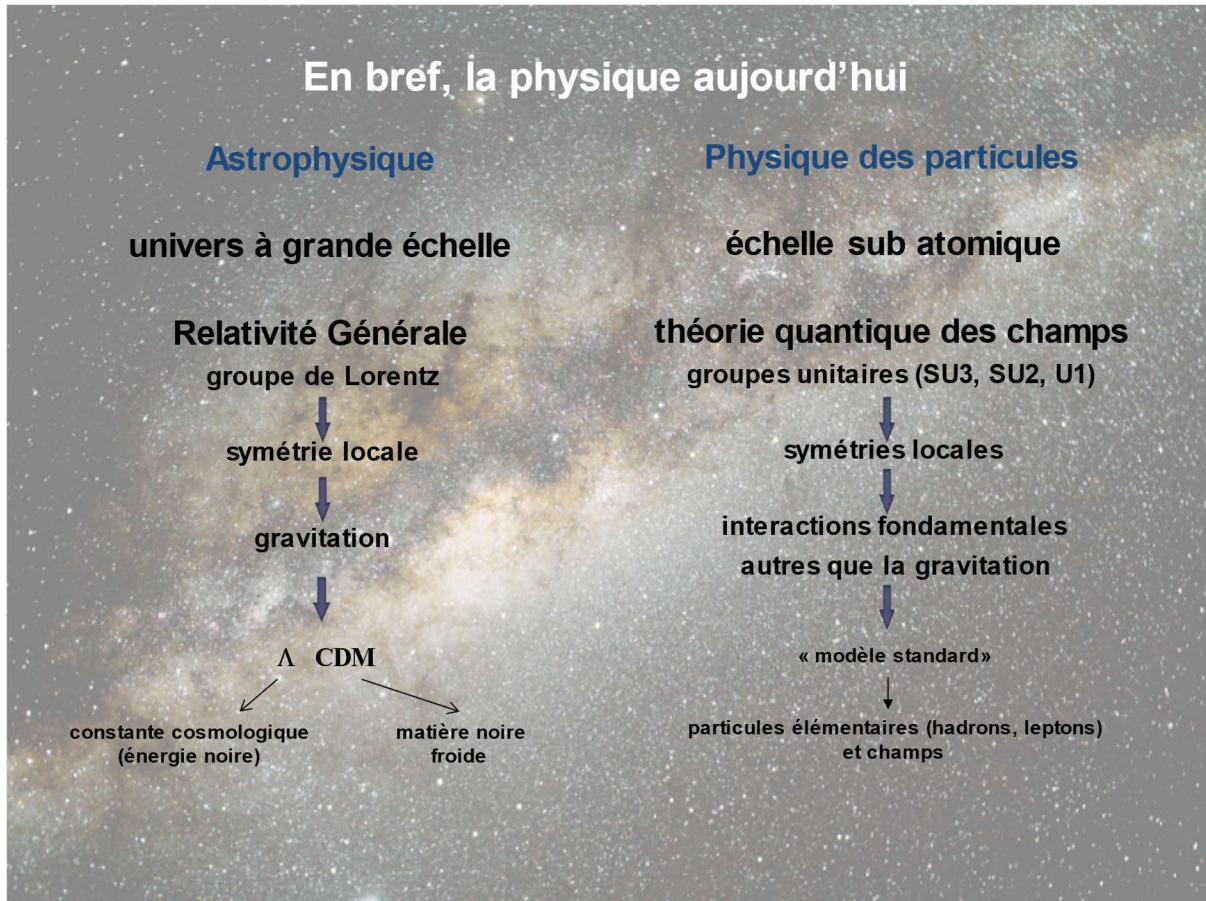 En bref, la physique aujourd’hui
Astrophysique
univers à grande échelle
Relativité Générale
groupe de Lorentz
symétrie locale
gravitation
Λ CDM
constante cosmologique
(énergie noire)
matière noire
froide
Physique des particules
échelle sub atomique
théorie quantique des champs
groupes unitaires (SU3, SU2, U1)
symétries locales
interactions fondamentales
autres que la gravitation
« modèle standard»
particules élémentaires (hadrons, leptons)
et champs